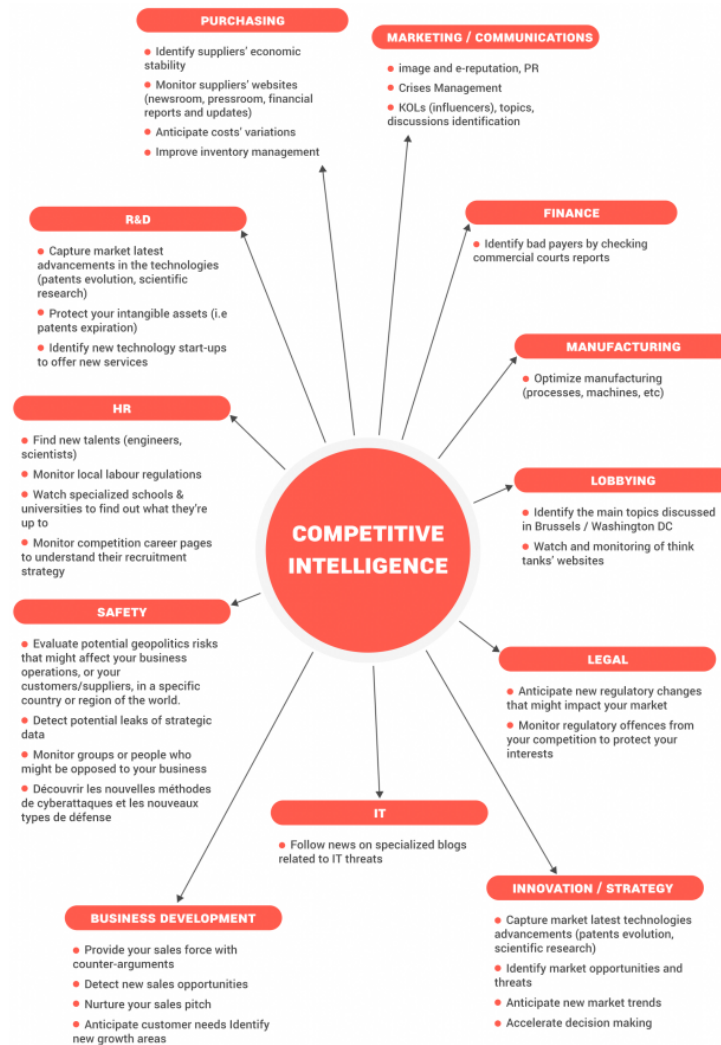 PURCHASING
• Identify suppliers' economic
stability
• Monitor suppliers' websites
(newsroom, pressroom, financial
reports and updates)
• Anticipate costs' variations
• Improve inventory management
MARKETING / COMMUNICATIONS
• image and e-reputation, PR
• Crises Management
• KOLs (influencers), topics,
discussions identification
R&D
• Capture market latest
advancements in the technologies
(patents evolution, scientific
research)
• Protect your intangible assets (i.e
patents expiration)
• Identify new technology start-ups
to offer new services
FINANCE
• Identify bad payers by checking
commercial courts reports
MANUFACTURING
• Optimize manufacturing
(processes, machines, etc)
HR
• Find new talents (engineers,
scientists)
• Monitor local labour regulations
• Watch specialized schools &
universities to find out what they're
up to
• Monitor competition career pages
to understand their recruitment
strategy
LOBBYING
• Identify the main topics discussed
in Brussels / Washington DC
• Watch and monitoring of think
tanks' websites
COMPETITIVE
INTELLIGENCE
SAFETY
• Evaluate potential geopolitics risks
that might affect your business
operations, or your
customers/suppliers, in a specific
country or region of the world.
• Detect potential leaks of strategic
data
• Monitor groups or people who
might be opposed to your business
• Découvrir les nouvelles méthodes
de cyberattaques et les nouveaux
types de défense
LEGAL
• Anticipate new regulatory changes
that might impact your market
• Monitor regulatory offences from
your competition to protect your
interests
IT
• Follow news on specialized blogs
related to IT threats
BUSINESS DEVELOPMENT
• Provide your sales force with
counter-arguments
• Detect new sales opportunities
• Nurture your sales pitch
• Anticipate customer needs Identify
new growth areas
INNOVATION / STRATEGY
• Capture market latest technologies
advancements (patents evolution,
scientific research)
• Identify market opportunities and
threats
• Anticipate new market trends
• Accelerate decision making